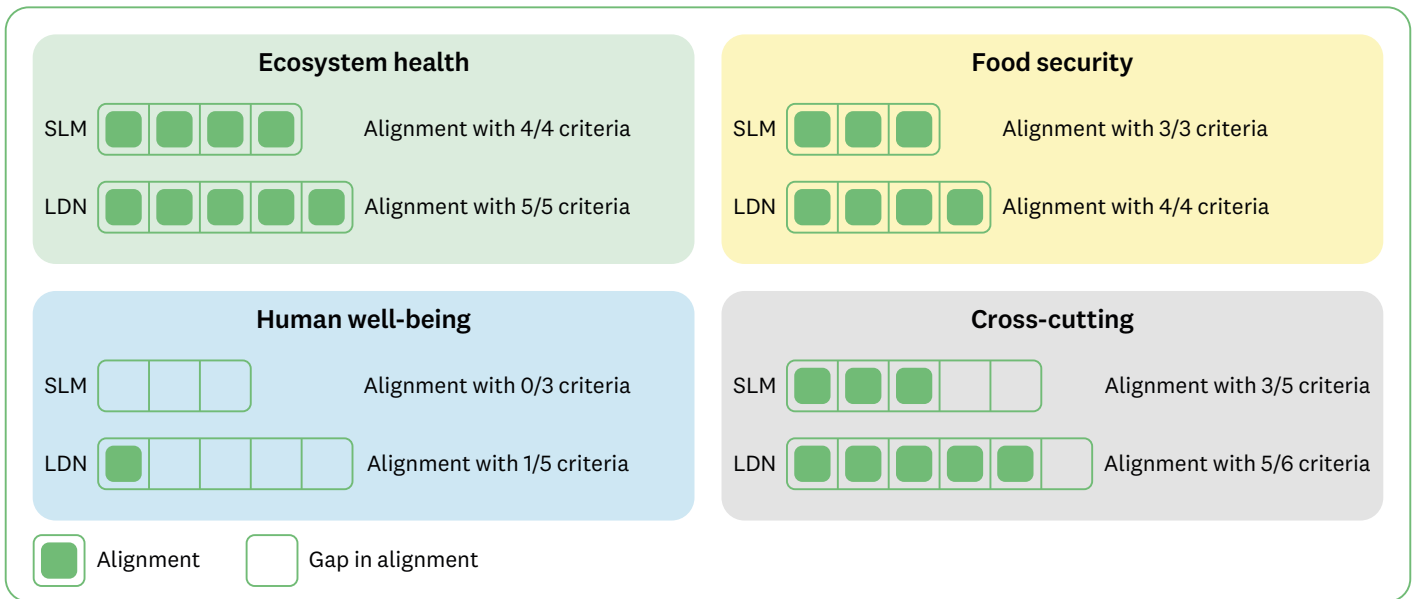 Ecosystem health
SLM Alignment with 4/4 criteria
LDN Alignment with 5/5 criteria
Food security
SLM Alignment with 3/3 criteria
LDN Alignment with 4/4 criteria
Human well-being
SLM Alignment with 0/3 criteria
LDN Alignment with 1/5 criteria
Cross-cutting
SLM Alignment with 3/5 criteria
LDN Alignment with 5/6 criteria
Alignment Gap in alignment